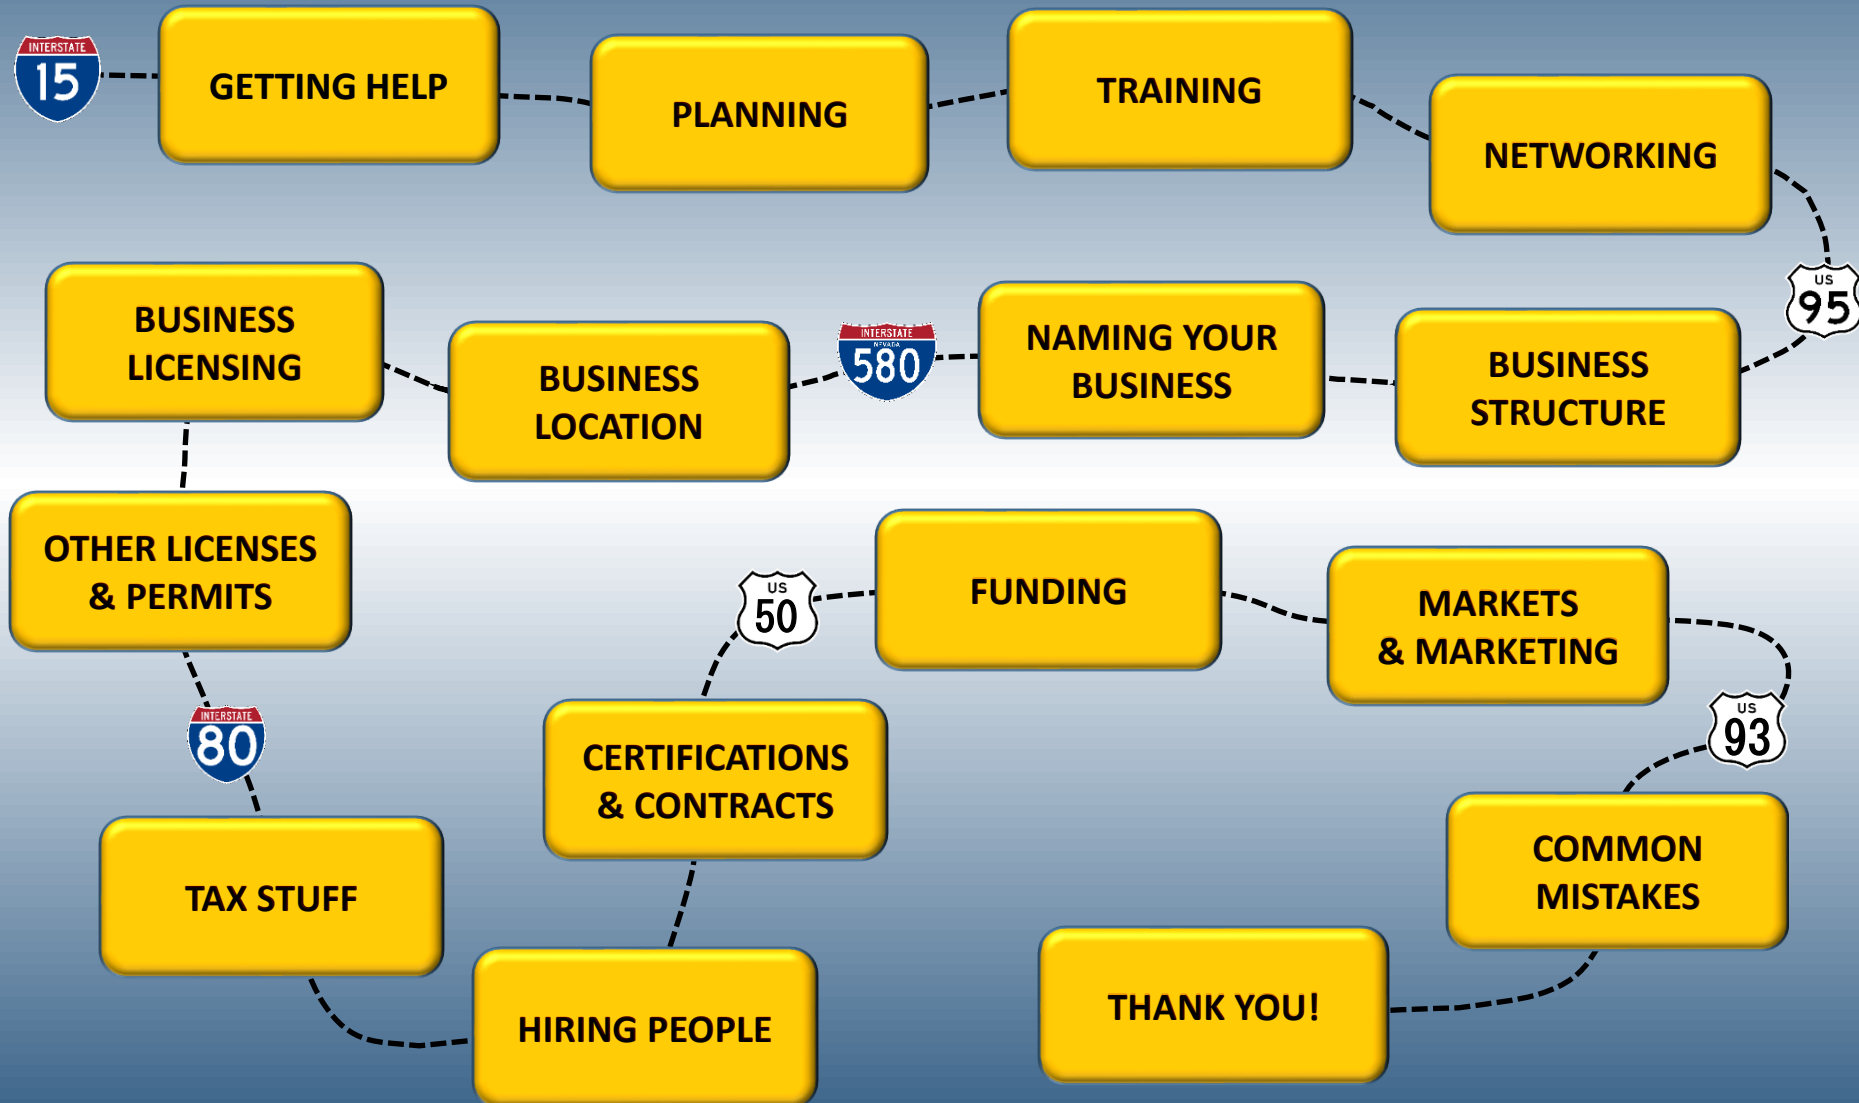 INTERSTATE
15
GETTING HELP
PLANNING
TRAINING
NETWORKING
US
95
BUSINESS
STRUCTURE
NAMING YOUR
BUSINESS
INTERSTATE
NEVADA
580
BUSINESS
LOCATION
BUSINESS
LICENSING
OTHER LICENSES
& PERMITS
INTERSTATE
80
TAX STUFF
HIRING PEOPLE
CERTIFICATIONS
& CONTRACTS
US
50
FUNDING
MARKETS
& MARKETING
US
93
COMMON
MISTAKES
THANK YOU!